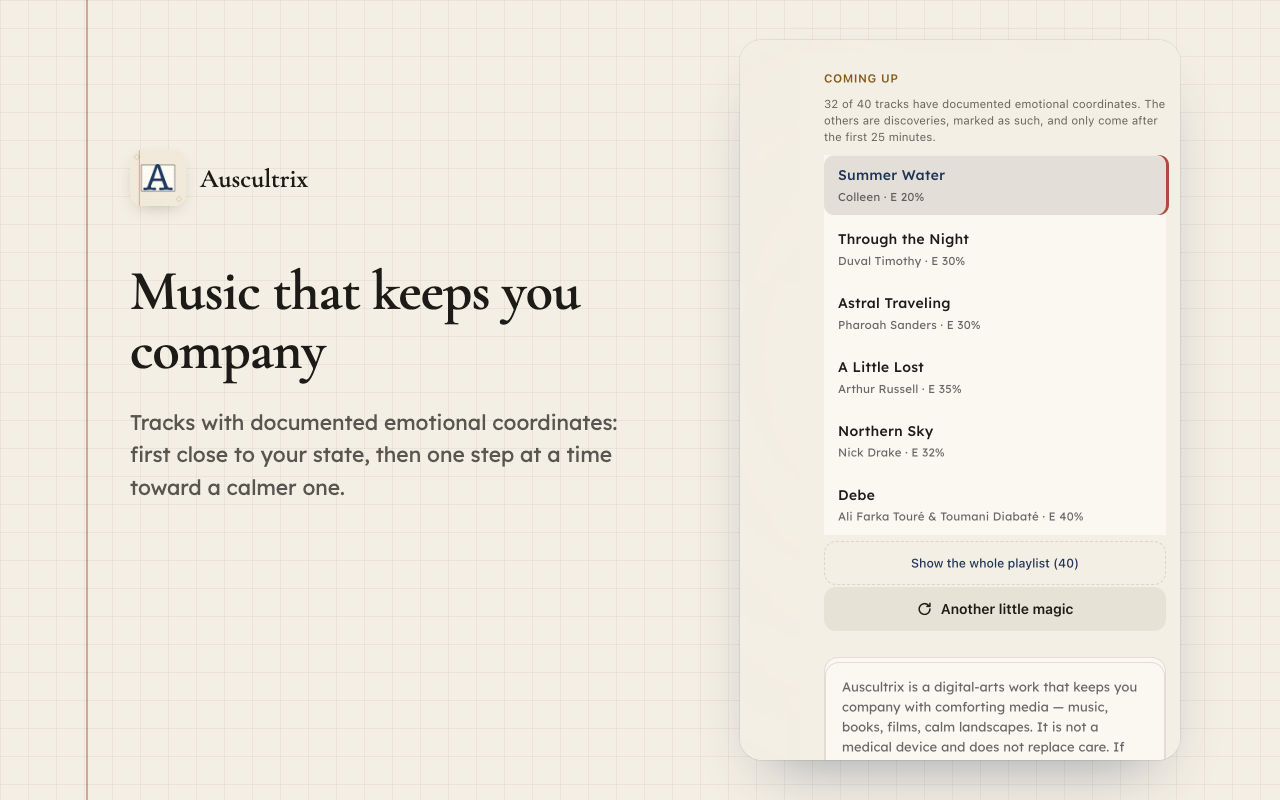 A
Auscultrix
Music that keeps you
company
Tracks with documented emotional coordinates:
first close to your state, then one step at a time
toward a calmer one.
COMING UP
32 of 40 tracks have documented emotional coordinates. The
others are discoveries, marked as such, and only come after
the first 25 minutes.
Summer Water
Colleen · E 20%
Through the Night
Duval Timothy · E 30%
Astral Traveling
Pharoah Sanders · E 30%
A Little Lost
Arthur Russell · E 35%
Northern Sky
Nick Drake · E 32%
Debe
Ali Farka Touré & Toumani Diabaté · E 40%
Show the whole playlist (40)
Another little magic
Auscultrix is a digital-arts work that keeps you
company with comforting media — music,
books, films, calm landscapes. It is not a
medical device and does not replace care. If